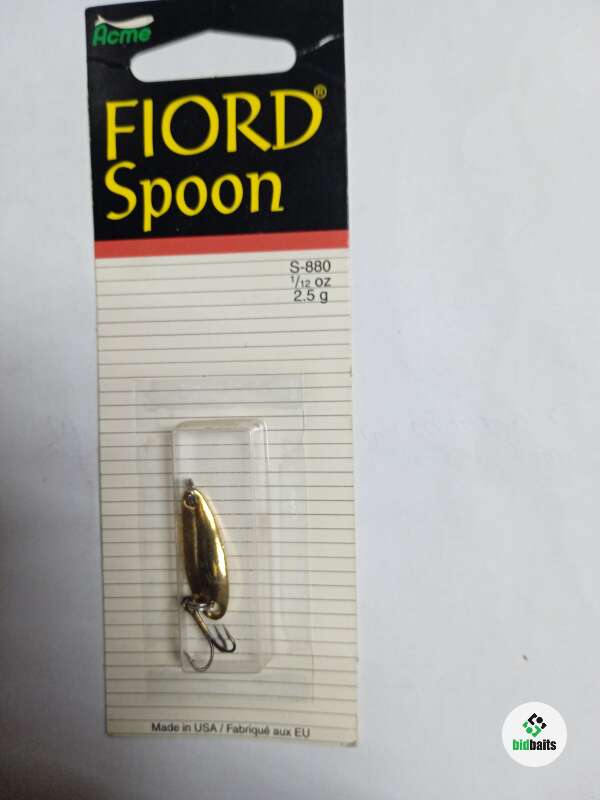 Acme
FIORD®
Spoon
S-880
1/12 oz
2.5 g
Made in USA / Fabriqué aux EU
bidbaits